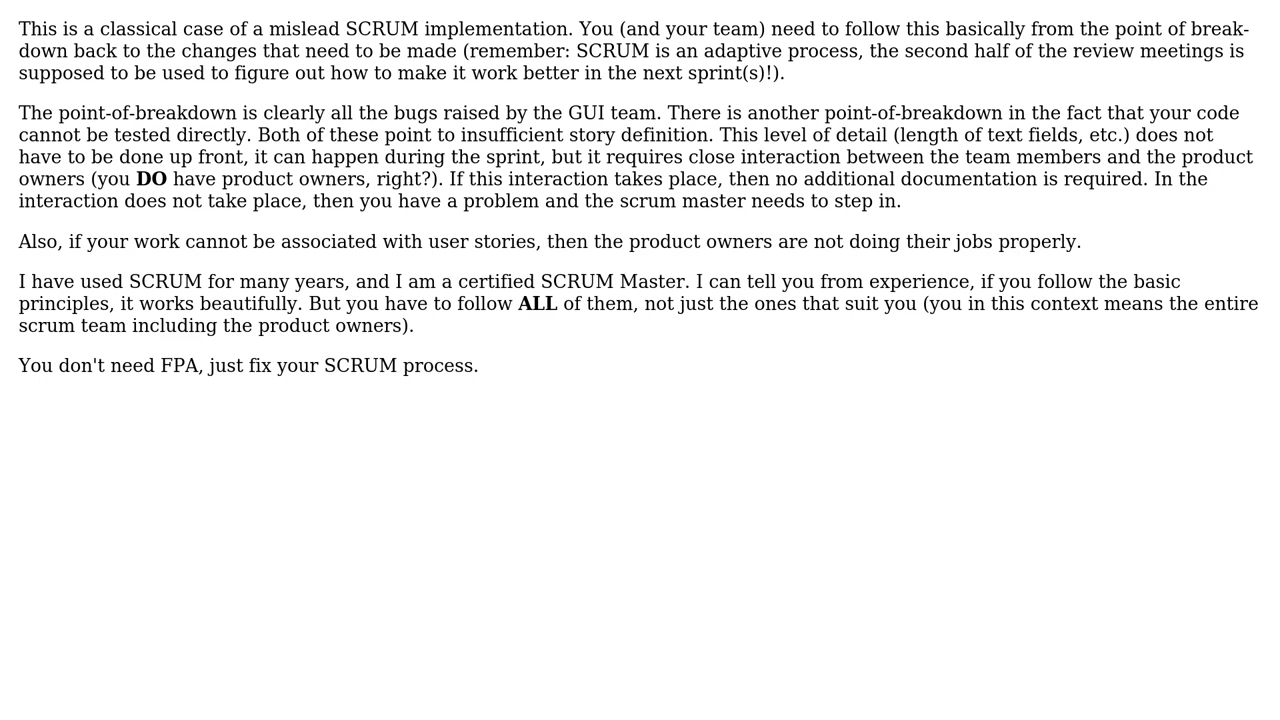 This is a classical case of a mislead SCRUM implementation. You (and your team) need to follow this basically from the point of break-
down back to the changes that need to be made (remember: SCRUM is an adaptive process, the second half of the review meetings is
supposed to be used to figure out how to make it work better in the next sprint(s)!).
The point-of-breakdown is clearly all the bugs raised by the GUI team. There is another point-of-breakdown in the fact that your code
cannot be tested directly. Both of these point to insufficient story definition. This level of detail (length of text fields, etc.) does not
have to be done up front, it can happen during the sprint, but it requires close interaction between the team members and the product
owners (you DO have product owners, right?). If this interaction takes place, then no additional documentation is required. In the
interaction does not take place, then you have a problem and the scrum master needs to step in.
Also, if your work cannot be associated with user stories, then the product owners are not doing their jobs properly.
I have used SCRUM for many years, and I am a certified SCRUM Master. I can tell you from experience, if you follow the basic
principles, it works beautifully. But you have to follow ALL of them, not just the ones that suit you (you in this context means the entire
scrum team including the product owners).
You don't need FPA, just fix your SCRUM process.